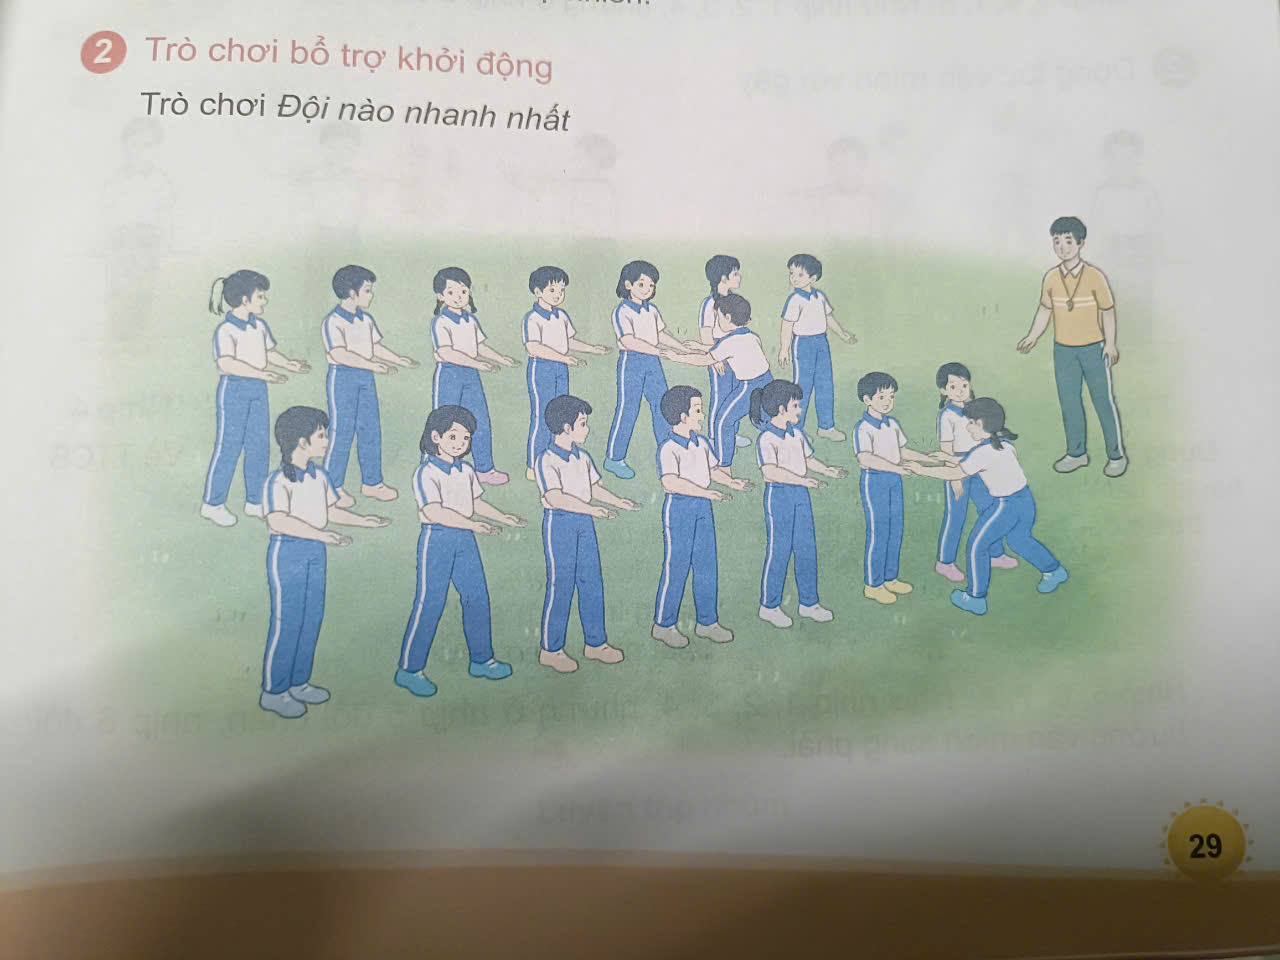 2 Trò chơi bổ trợ khởi động
Trò chơi Đội nào nhanh nhất
29